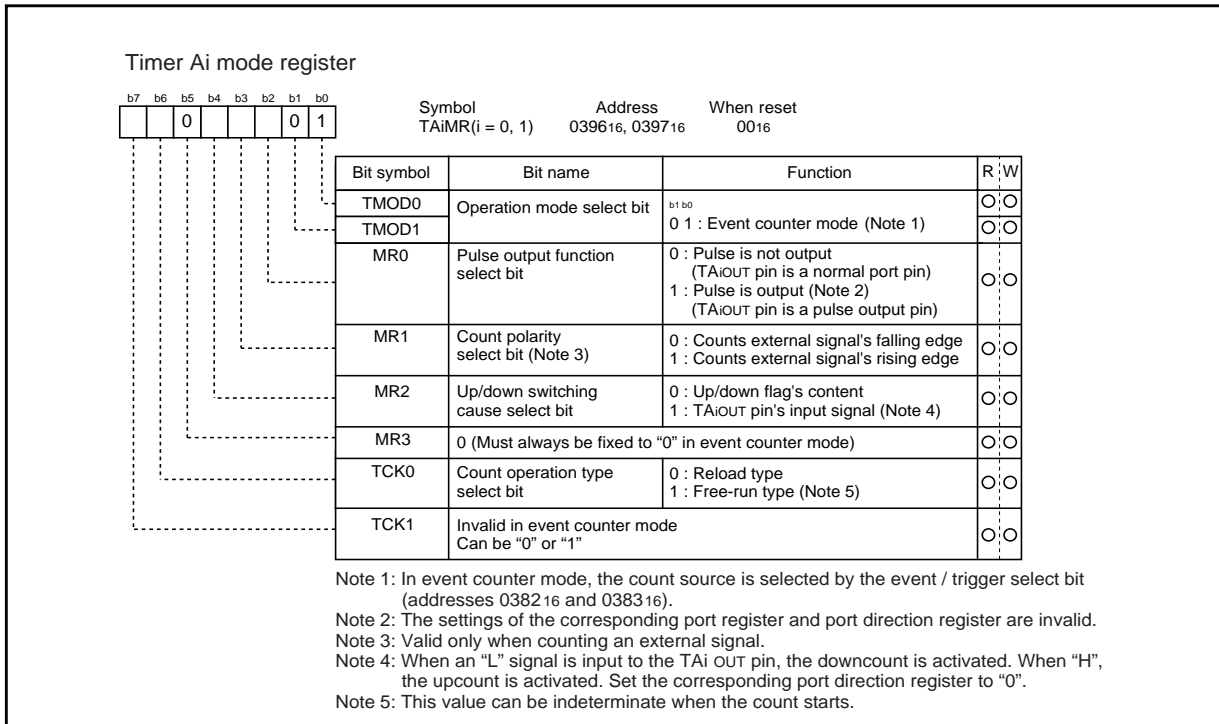 Timer Ai mode register
b7 b6 b5 b4 b3 b2 b1 b0
0 0 1
Symbol Address When reset
TAiMR(i = 0, 1) 039616, 039716 0016
Bit symbol Bit name Function R W
TMOD0 Operation mode select bit b1 b0
TMOD1 0 1 : Event counter mode (Note 1)
MR0 Pulse output function 0 : Pulse is not output
select bit (TAiOUT pin is a normal port pin)
1 : Pulse is output (Note 2)
(TAiOUT pin is a pulse output pin)
MR1 Count polarity 0 : Counts external signal's falling edge
select bit (Note 3) 1 : Counts external signal's rising edge
MR2 Up/down switching 0 : Up/down flag's content
cause select bit 1 : TAiOUT pin's input signal (Note 4)
MR3 0 (Must always be fixed to “0” in event counter mode)
TCK0 Count operation type 0 : Reload type
select bit 1 : Free-run type (Note 5)
TCK1 Invalid in event counter mode
Can be “0” or “1”
Note 1: In event counter mode, the count source is selected by the event / trigger select bit
(addresses 038216 and 038316).
Note 2: The settings of the corresponding port register and port direction register are invalid.
Note 3: Valid only when counting an external signal.
Note 4: When an “L” signal is input to the TAi OUT pin, the downcount is activated. When “H”,
the upcount is activated. Set the corresponding port direction register to “0”.
Note 5: This value can be indeterminate when the count starts.